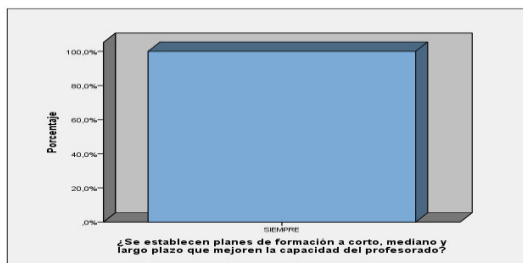 100,0%
80,0%
60,0%
40,0%
20,0%
,0%
Porcentaje
SIEMPRE
¿Se establecen planes de formación a corto, mediano y
largo plazo que mejoren la capacidad del profesorado?